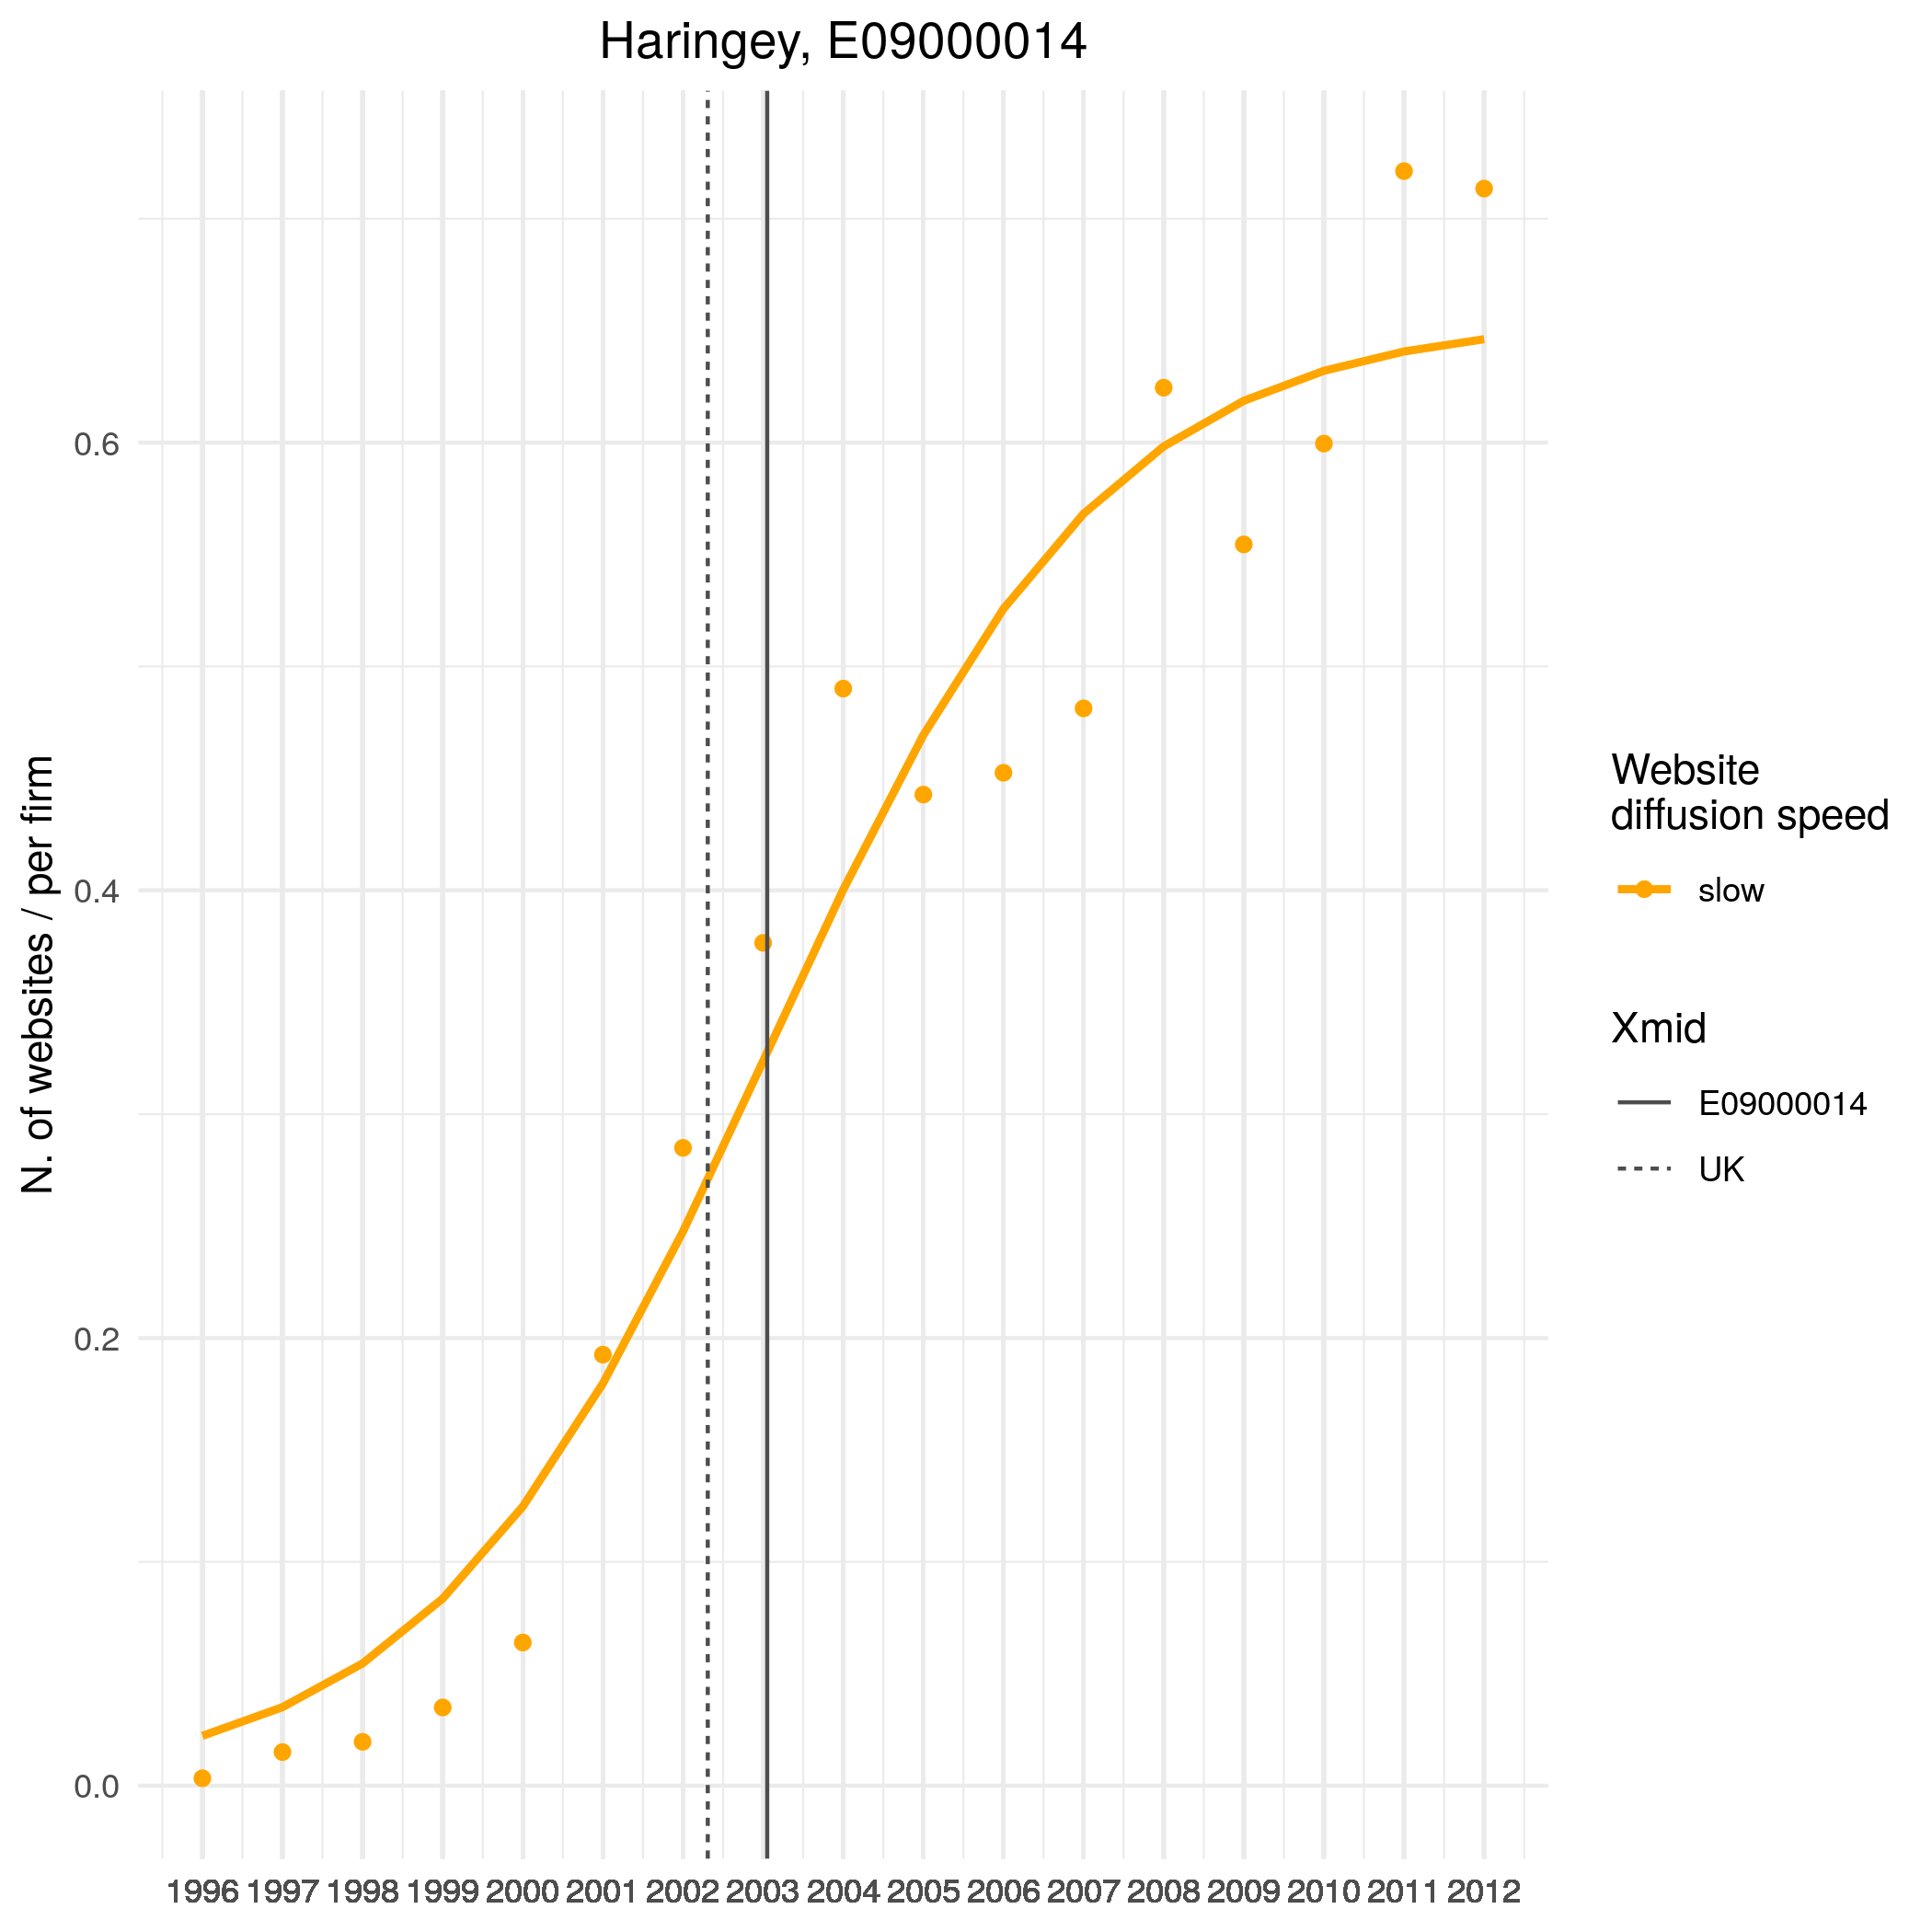 Haringey, E09000014
N. of websites / per firm
0.6
0.4
0.2
0.0
1996 1997 1998 1999 2000 2001 2002 2003 2004 2005 2006 2007 2008 2009 2010 2011 2012
Website
diffusion speed
slow
Xmid
E09000014
UK